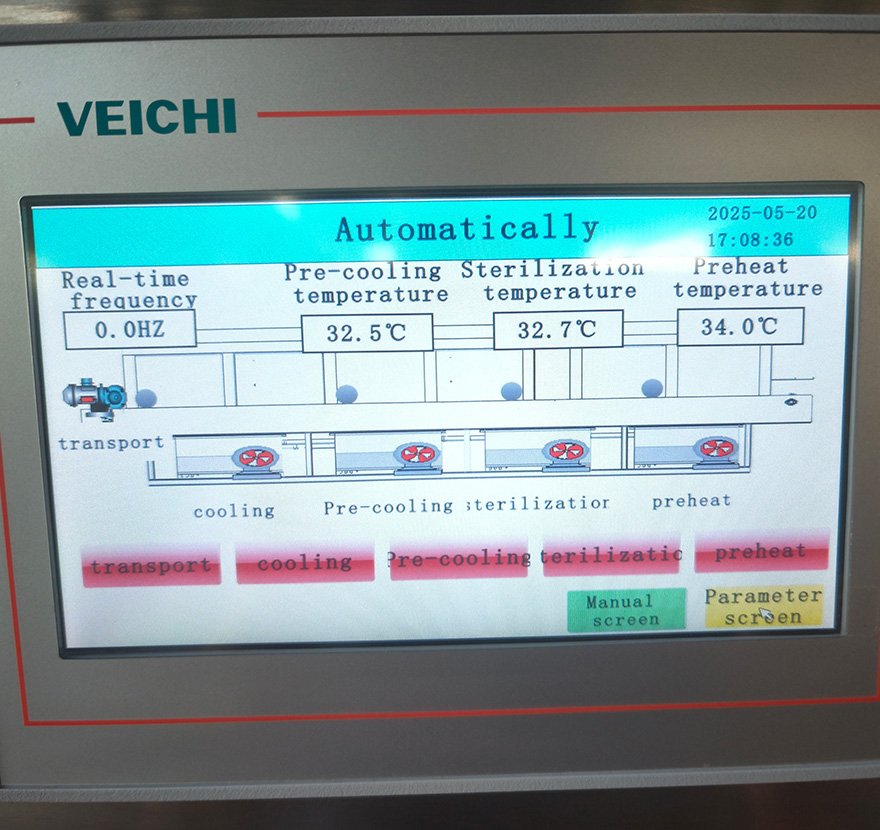 VEICHI
Automatically
2025-05-20
17:08:36
Real-time
frequency
Pre-cooling
temperature
Sterilization
temperature
Preheat
temperature
0.0HZ
32.5℃
32.7℃
34.0℃
transport
cooling
Pre-cooling
sterilization
preheat
transport
cooling
Pre-cooling
terilizatic
preheat
Manual
screen
Parameter
screen